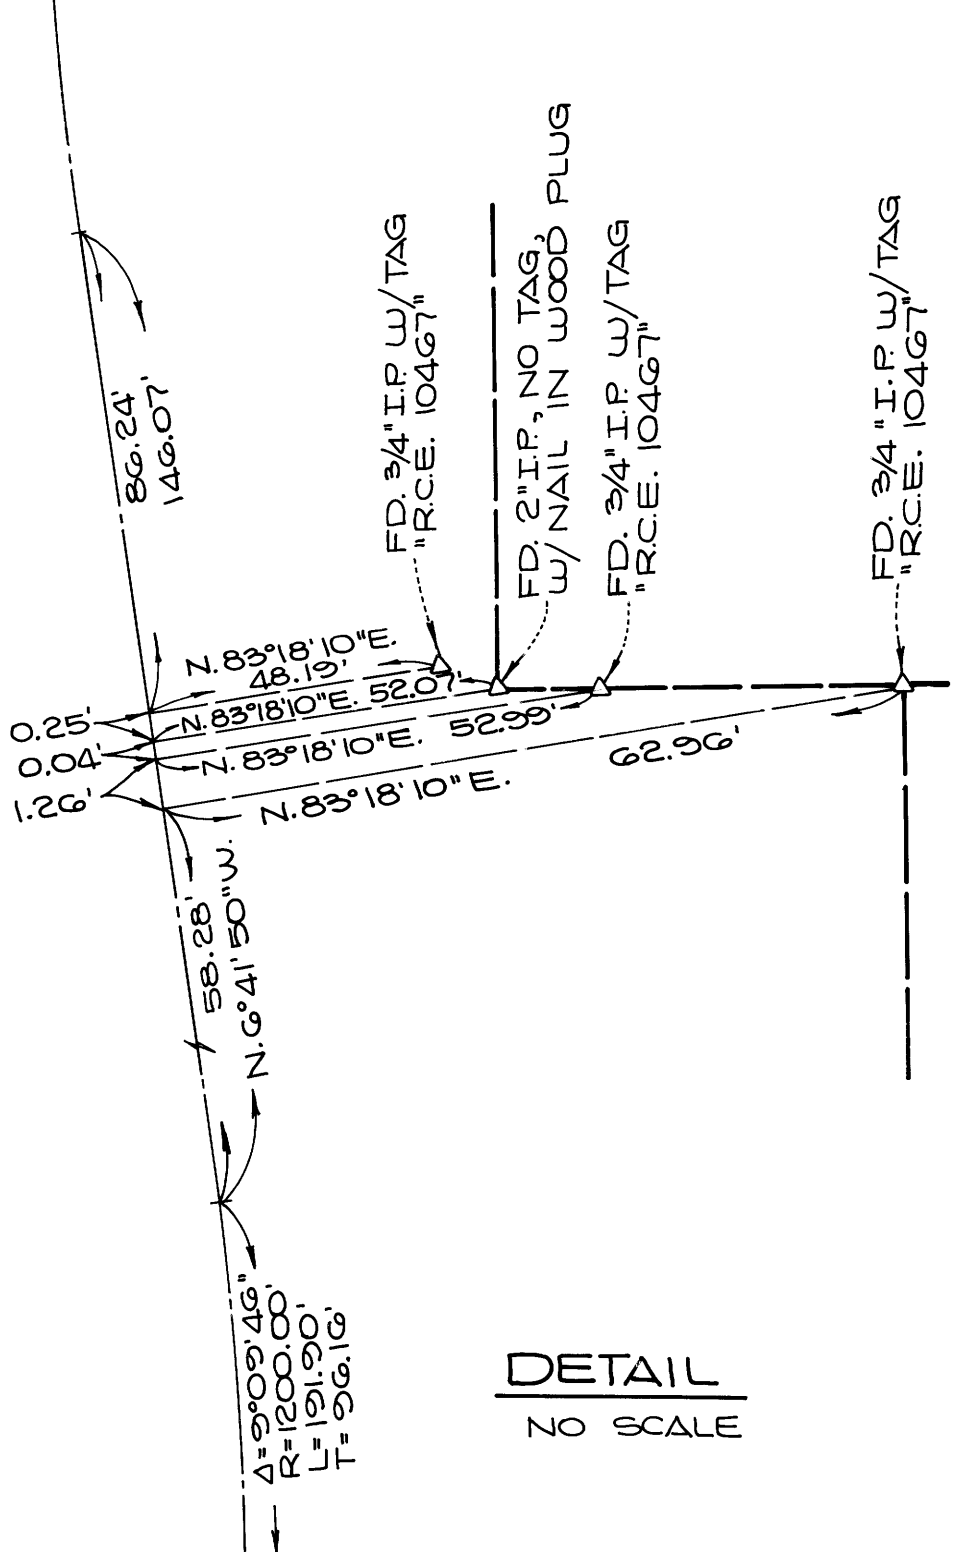 86.24'
146.07'
FD. 3/4" I.P. W/TAG
"R.C.E. 10467"
FD. 2" I.P., NO TAG,
W/ NAIL IN WOOD PLUG
FD. 3/4" I.P. W/TAG
"R.C.E. 10467"
FD. 3/4" I.P. W/TAG
"R.C.E. 10467"
N. 83°18'10"E.
48.19'
N. 83°18'10"E. 52.07'
N. 83°18'10"E. 52.99'
N. 83°18'10"E. 62.96'
0.25'
0.04'
1.26'
58.28'
N. 6°41'50"W.
Δ=9°09'46"
R=1200.00'
L=191.90'
T=96.16'
DETAIL
NO SCALE